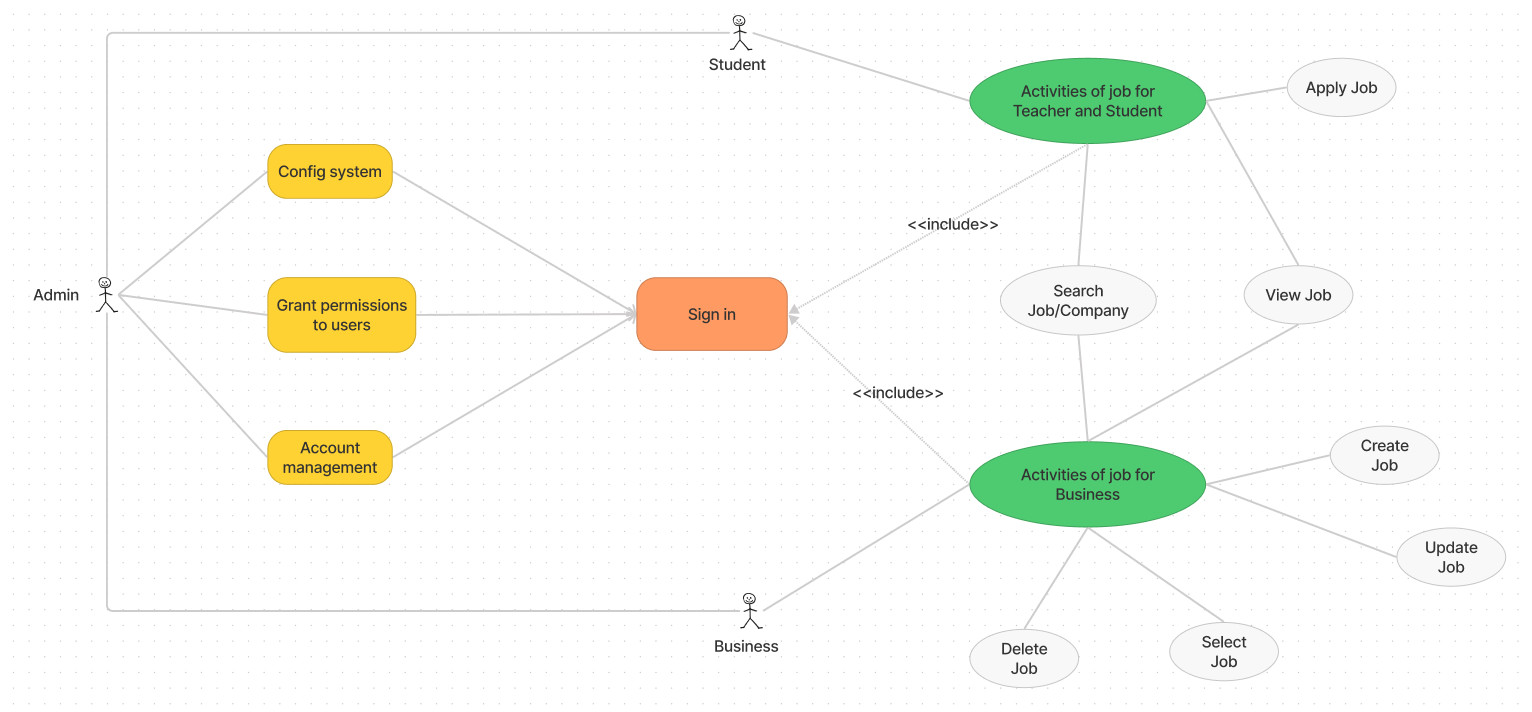 Student
Activities of job for
Teacher and Student
Apply Job
Config system
<<include>>
Admin
Grant permissions
to users
Sign in
Search
Job/Company
View Job
<<include>>
Account
management
Activities of job for
Business
Create
Job
Update
Job
Business
Delete
Job
Select
Job